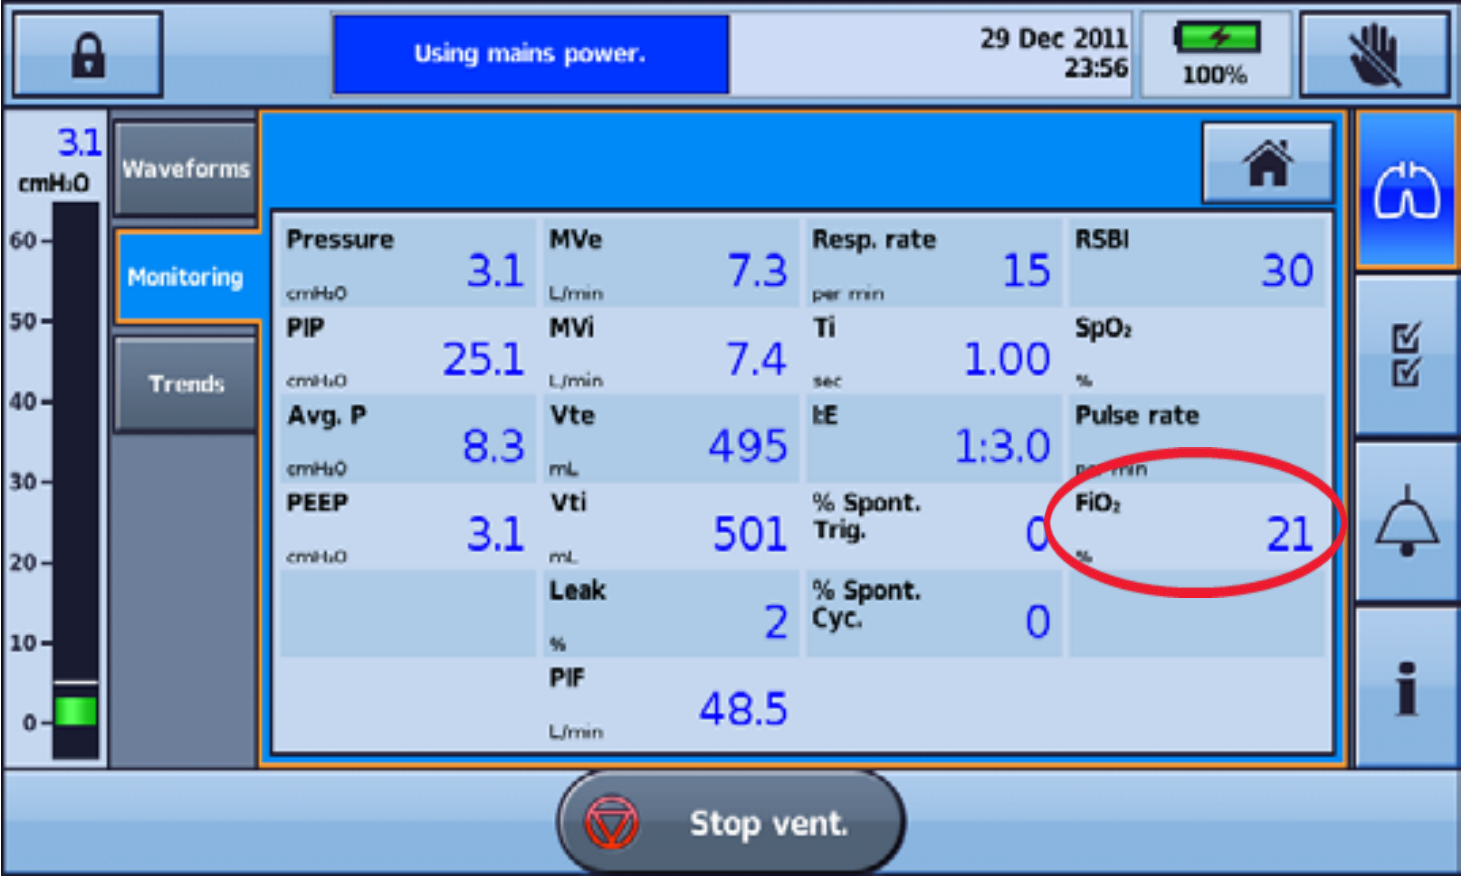 Using mains power.
29 Dec 2011
23:56
100%
3.1
cmH₂O
60
50
40
30
20
10
0
Waveforms
Monitoring
Trends
Pressure
3.1
cmH₂O
MVe
7.3
L/min
Resp. rate
15
per min
RSBI
30
PIP
25.1
cmH₂O
MVi
7.4
L/min
Ti
1.00
sec
SpO₂
%
Avg. P
8.3
cmH₂O
Vte
495
mL
I:E
1:3.0
Pulse rate
per min
PEEP
3.1
cmH₂O
Vti
501
mL
% Spont.
Trig.
0
FiO₂
21
%
Leak
2
%
% Spont.
Cyc.
0
PIF
48.5
L/min
Stop vent.